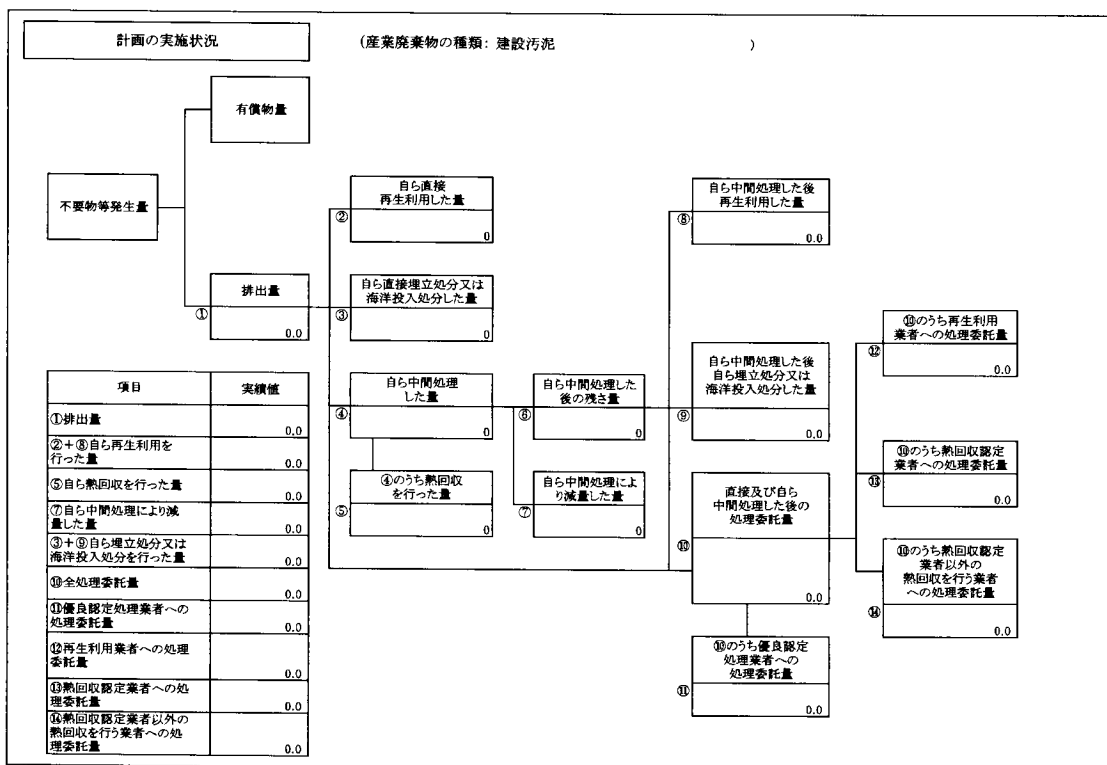 計画の実施状況
(産業廃棄物の種類: 建設汚泥 )
有償物量
不要物等発生量
自ら直接
再生利用した量
②
0
自ら中間処理した後
再生利用した量
⑧
0.0
排出量
①
0.0
自ら直接埋立処分又は
海洋投入処分した量
③
0
⑩のうち再生利用
業者への処理委託量
⑫
0.0
自ら中間処理
した量
④
0
自ら中間処理した
後の残さ量
⑥
0
自ら中間処理した後
自ら埋立処分又は
海洋投入処分した量
⑨
0.0
④のうち熱回収
を行った量
⑤
0
自ら中間処理によ
り減量した量
⑦
0
直接及び自ら
中間処理した後の
処理委託量
⑩
0.0
⑩のうち熱回収認定
業者への処理委託量
⑬
0.0
⑩のうち熱回収認定
業者以外の
熱回収を行う業者
への処理委託量
⑭
0.0
⑩のうち優良認定
処理業者への
処理委託量
⑪
0.0
項目 実績値
①排出量
0.0
②+⑧自ら再生利用を
行った量
0.0
⑤自ら熱回収を行った量
0.0
⑦自ら中間処理により減
量した量
0.0
③+⑨自ら埋立処分又は
海洋投入処分を行った量
0.0
⑩全処理委託量
0.0
⑪優良認定処理業者への
処理委託量
0.0
⑫再生利用業者への処理
委託量
0.0
⑬熱回収認定業者への処
理委託量
0.0
⑭熱回収認定業者以外の
熱回収を行う業者への処
理委託量
0.0